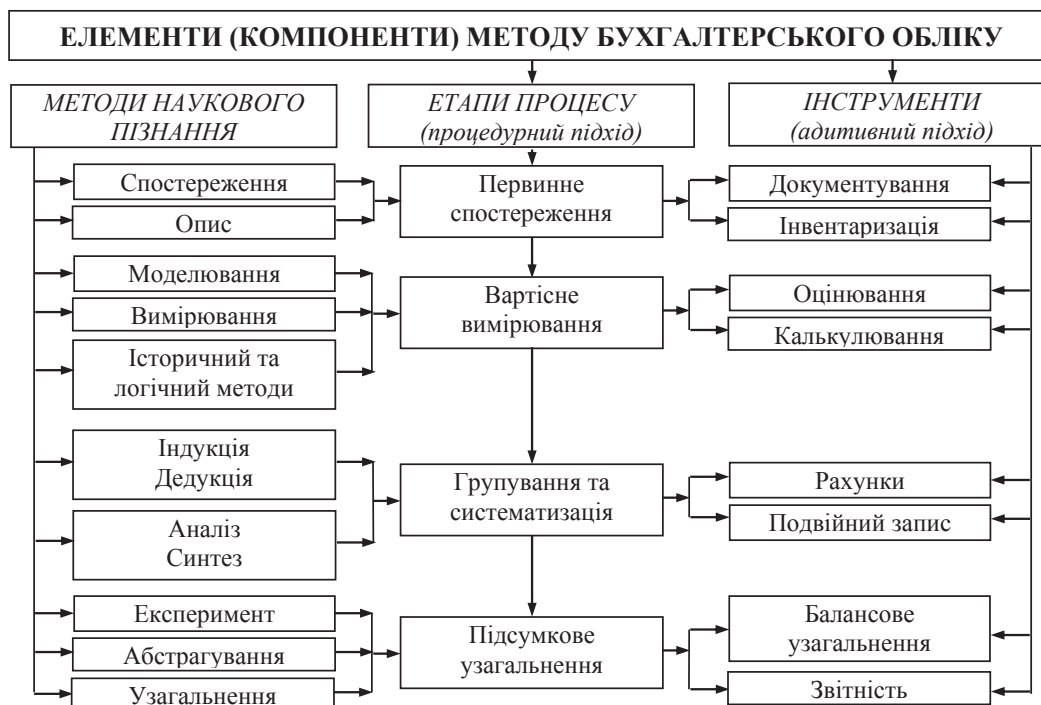 ЕЛЕМЕНТИ (КОМПОНЕНТИ) МЕТОДУ БУХГАЛТЕРСЬКОГО ОБЛІКУ
МЕТОДИ НАУКОВОГО
ПІЗНАННЯ
ЕТАПИ ПРОЦЕСУ
(процедурний підхід)
ІНСТРУМЕНТИ
(адитивний підхід)
Спостереження
Опис
Первинне
спостереження
Документування
Інвентаризація
Моделювання
Вимірювання
Історичний та
логічний методи
Вартісне
вимірювання
Оцінювання
Калькулювання
Індукція
Дедукція
Аналіз
Синтез
Групування та
систематизація
Рахунки
Подвійний запис
Експеримент
Абстрагування
Узагальнення
Підсумкове
узагальнення
Балансове
узагальнення
Звітність